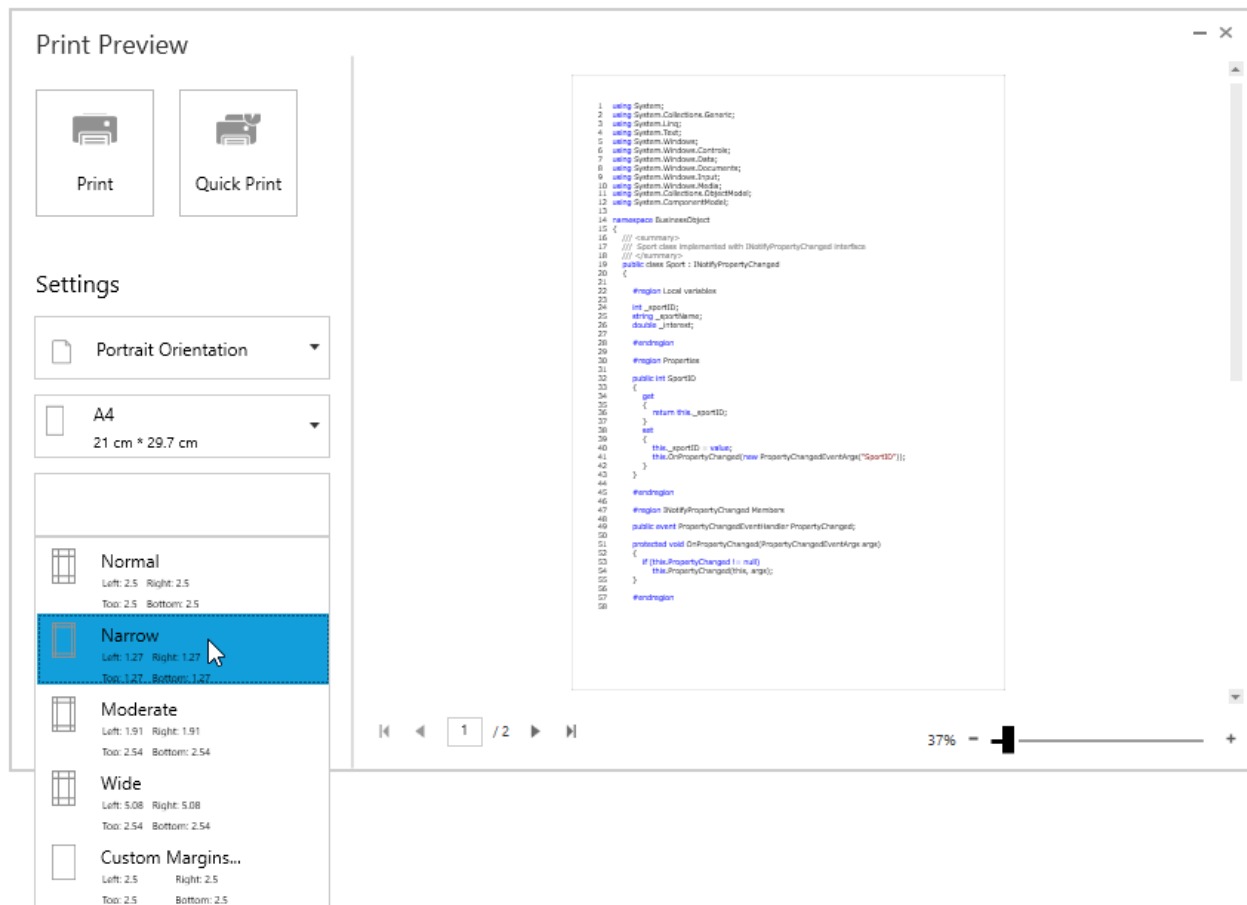 Print Preview
Print
Quick Print
Settings
Portrait Orientation
A4
21 cm * 29.7 cm
Normal
Left: 2.5 Right: 2.5
Top: 2.5 Bottom: 2.5
Narrow
Left: 1.27 Right: 1.27
Top: 1.27 Bottom: 1.27
Moderate
Left: 1.91 Right: 1.91
Top: 2.54 Bottom: 2.54
Wide
Left: 5.08 Right: 5.08
Top: 2.54 Bottom: 2.54
Custom Margins...
Left: 2.5 Right: 2.5
Top: 2.5 Bottom: 2.5
1 using System;
2 using System.Collections.Generic;
3 using System.Linq;
4 using System.Text;
5 using System.Windows;
6 using System.Windows.Controls;
7 using System.Windows.Data;
8 using System.Windows.Documents;
9 using System.Windows.Input;
10 using System.Windows.Media;
11 using System.Collections.ObjectModel;
12 using System.ComponentModel;
13
14 namespace BusinessObject
15 {
16 /// <summary>
17 /// Sport class implemented with INotifyPropertyChanged interface
18 /// </summary>
19 public class Sport : INotifyPropertyChanged
20 {
21
22 #region Local variables
23
24 int _sportID;
25 string _sportName;
26 double _interest;
27
28 #endregion
29
30 #region Properties
31
32 public int SportID
33 {
34 get
35 {
36 return this._sportID;
37 }
38 set
39 {
40 this._sportID = value;
41 this.OnPropertyChanged(new PropertyChangedEventArgs("SportID"));
42 }
43 }
44
45 #endregion
46
47 #region INotifyPropertyChanged Members
48
49 public event PropertyChangedEventHandler PropertyChanged;
50
51 protected void OnPropertyChanged(PropertyChangedEventArgs args)
52 {
53 if (this.PropertyChanged != null)
54 this.PropertyChanged(this, args);
55 }
56
57 #endregion
58
1 / 2
37%